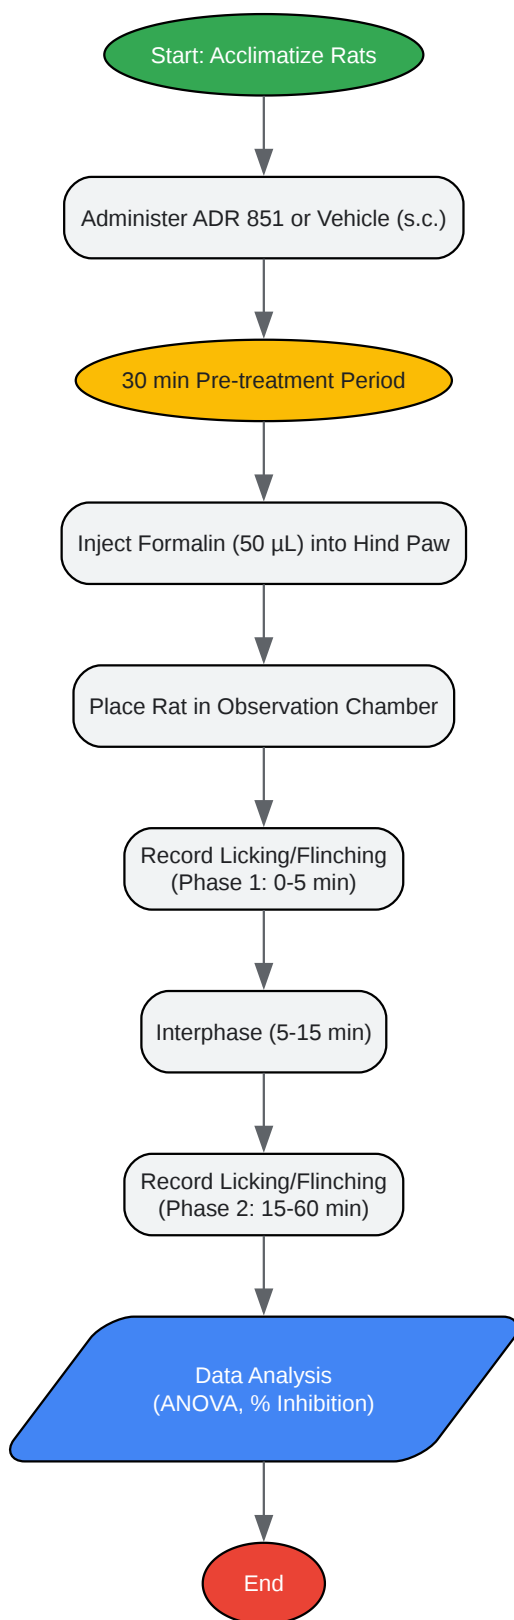 Start: Acclimatize Rats
Administer ADR 851 or Vehicle (s.c.)
30 min Pre-treatment Period
Inject Formalin (50 µL) into Hind Paw
Place Rat in Observation Chamber
Record Licking/Flinching
(Phase 1: 0-5 min)
Interphase (5-15 min)
Record Licking/Flinching
(Phase 2: 15-60 min)
Data Analysis
(ANOVA, % Inhibition)
End